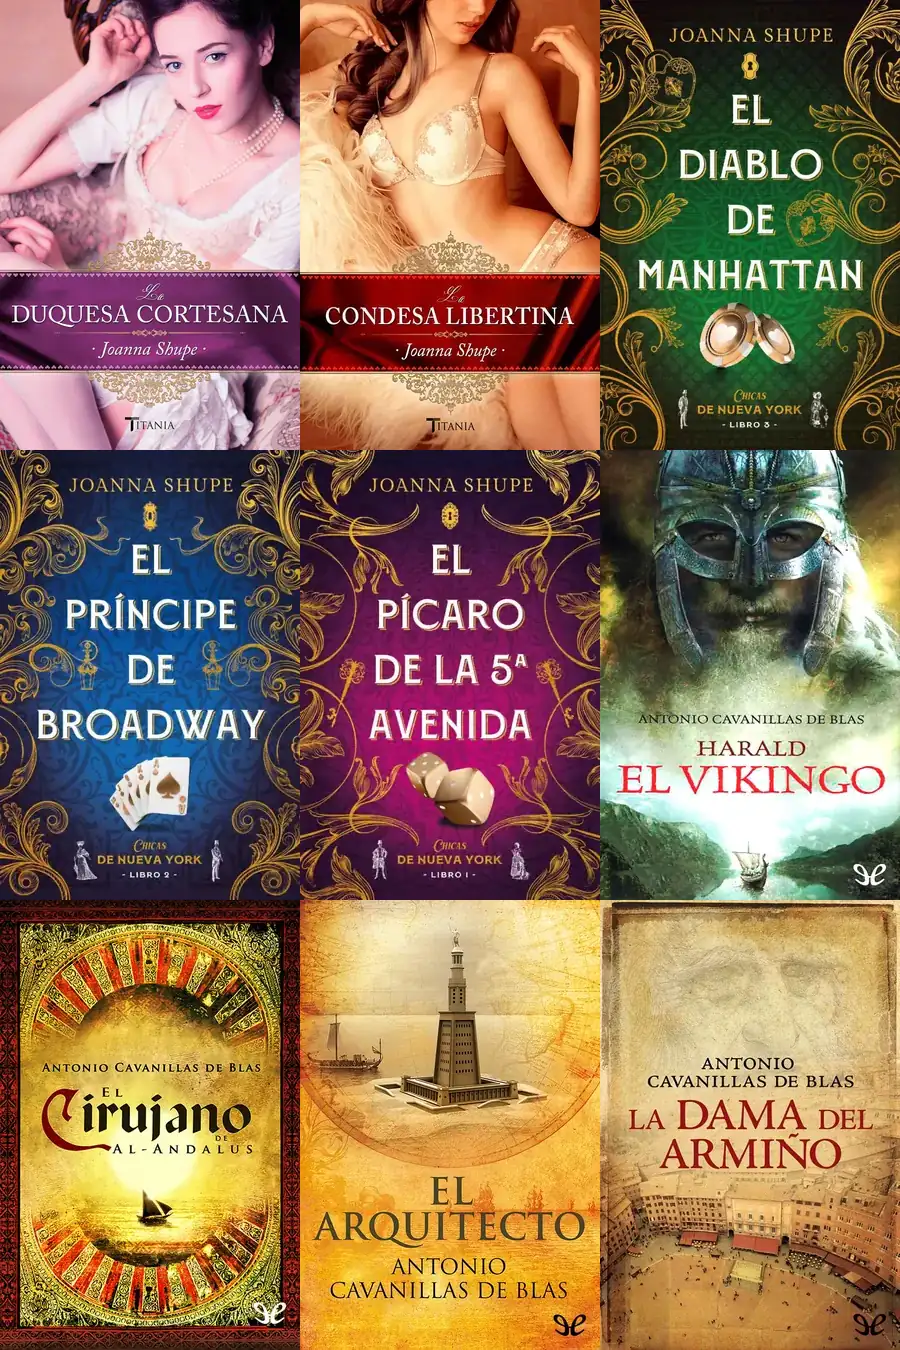 La
DUQUESA CORTESANA
· Joanna Shupe ·
TITANIA
La
CONDESA LIBERTINA
· Joanna Shupe ·
TITANIA
JOANNA SHUPE
EL
DIABLO
DE
MANHATTAN
CHICAS
DE NUEVA YORK
- LIBRO 3 -
JOANNA SHUPE
EL
PRÍNCIPE
DE
BROADWAY
CHICAS
DE NUEVA YORK
- LIBRO 2 -
JOANNA SHUPE
EL
PÍCARO
DE LA 5ª
AVENIDA
CHICAS
DE NUEVA YORK
- LIBRO 1 -
ANTONIO CAVANILLAS DE BLAS
HARALD
EL VIKINGO
ANTONIO CAVANILLAS DE BLAS
EL
Cirujano
DE
AL-ANDALUS
EL
ARQUITECTO
ANTONIO
CAVANILLAS DE BLAS
ANTONIO
CAVANILLAS DE BLAS
LA DAMA DEL
ARMIÑO